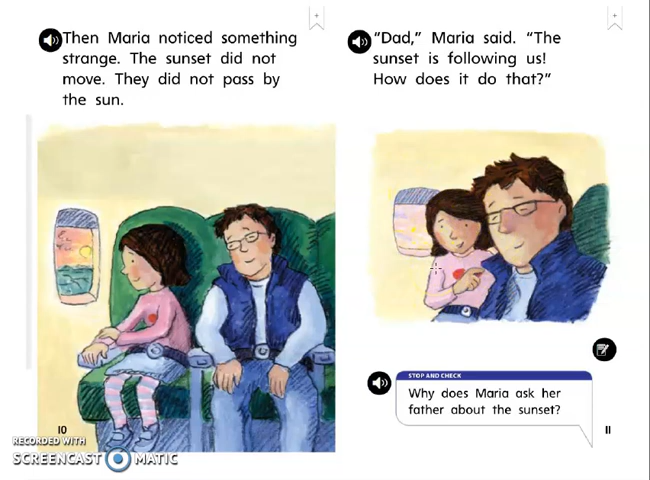 Then Maria noticed something
strange. The sunset did not
move. They did not pass by
the sun.
10
"Dad," Maria said. "The
sunset is following us!
How does it do that?"
STOP AND CHECK
Why does Maria ask her
father about the sunset?
11
RECORDED WITH
SCREENCAST MATIC